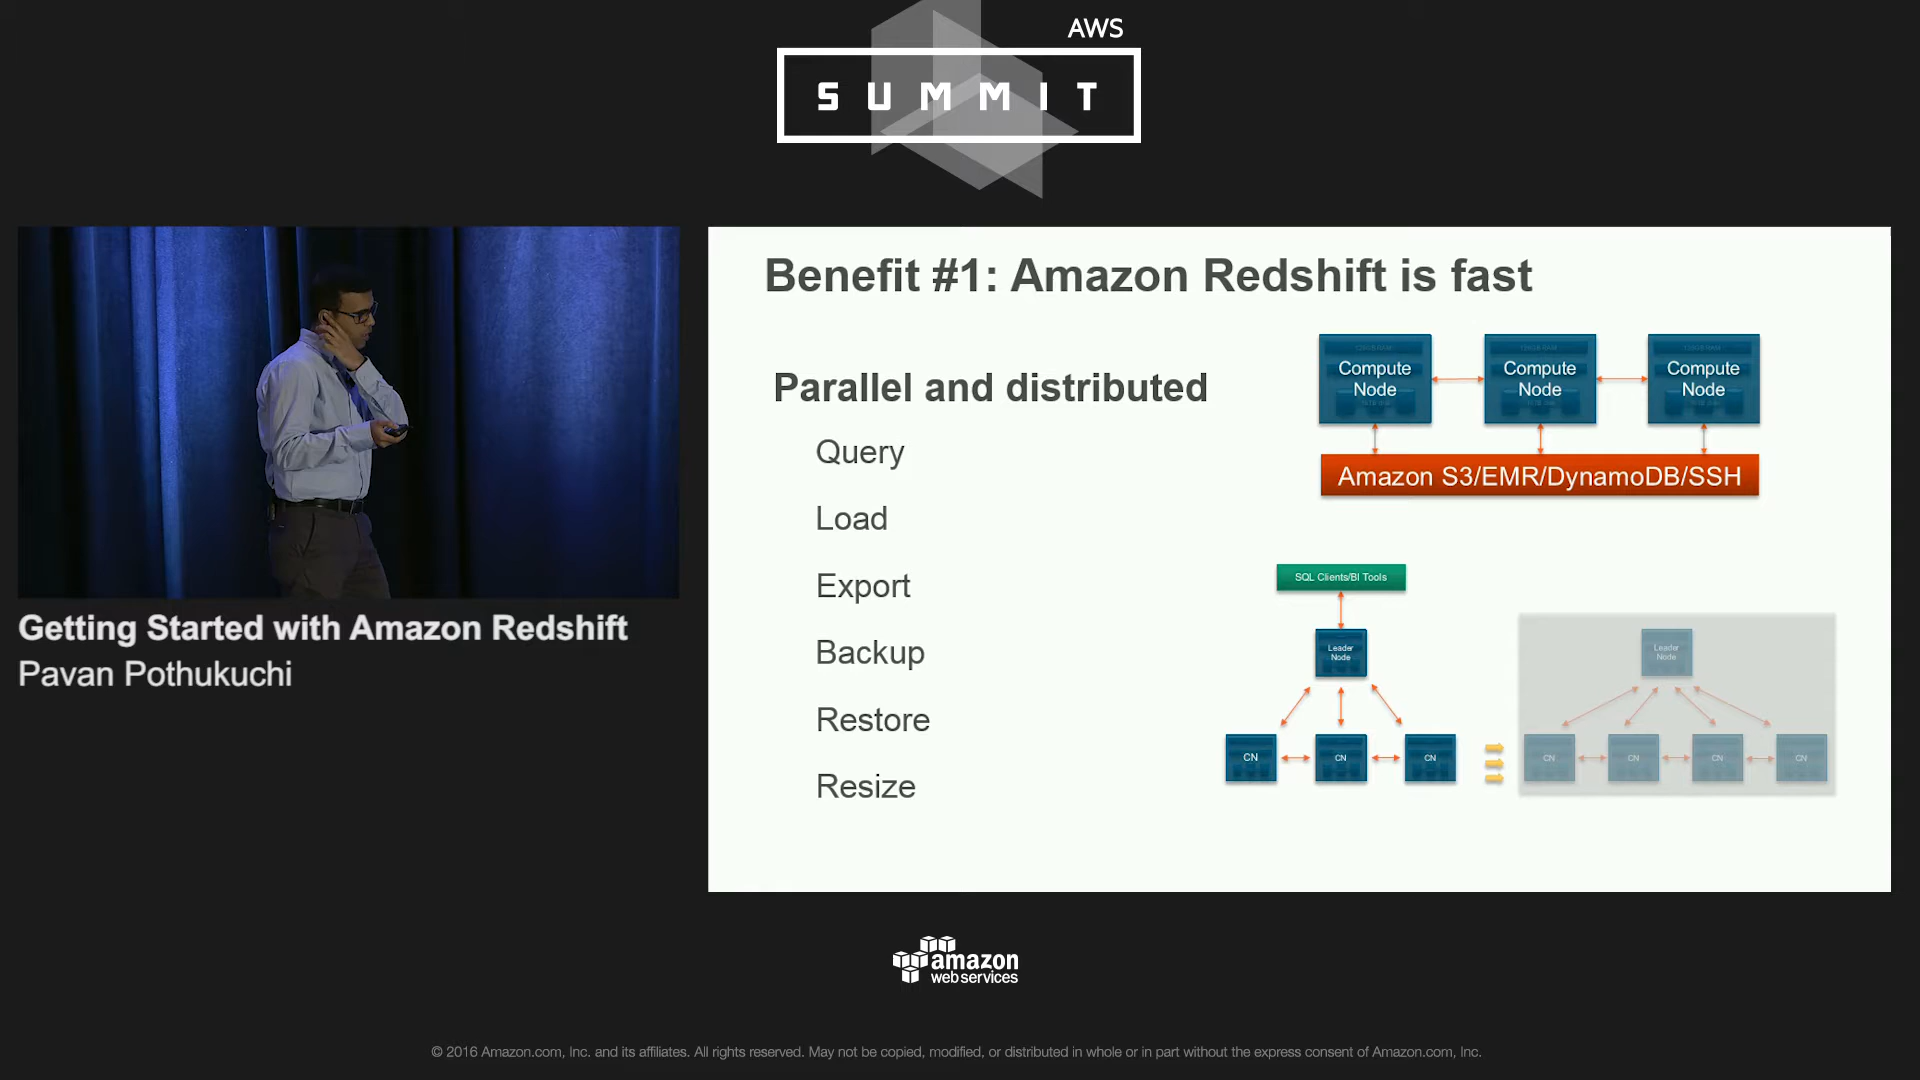 AWS
SUMMIT
Benefit #1: Amazon Redshift is fast
Parallel and distributed
Query
Load
Export
Backup
Restore
Resize
Compute
Node
Compute
Node
Compute
Node
Amazon S3/EMR/DynamoDB/SSH
SQL Clients/BI Tools
Leader
Node
CN
CN
CN
Leader
Node
CN
CN
CN
CN
Getting Started with Amazon Redshift
Pavan Pothukuchi
amazon
webservices
© 2016 Amazon.com, Inc. and its affiliates. All rights reserved. May not be copied, modified, or distributed in whole or in part without the express consent of Amazon.com, Inc.